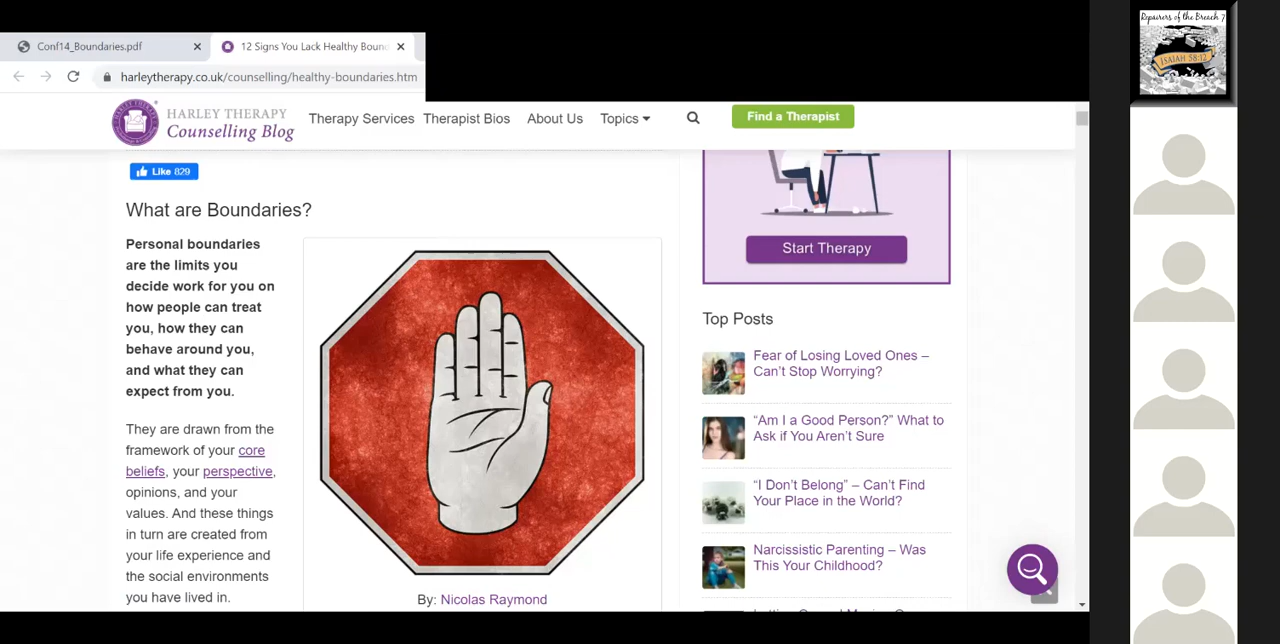 Conf14_Boundaries.pdf
12 Signs You Lack Healthy Boun
harleytherapy.co.uk/counselling/healthy-boundaries.htm
HARLEY THERAPY
Counselling Blog
Therapy Services
Therapist Bios
About Us
Topics
Find a Therapist
Like 829
What are Boundaries?
Personal boundaries
are the limits you
decide work for you on
how people can treat
you, how they can
behave around you,
and what they can
expect from you.
They are drawn from the
framework of your core
beliefs, your perspective,
opinions, and your
values. And these things
in turn are created from
your life experience and
the social environments
you have lived in.
By: Nicolas Raymond
Start Therapy
Top Posts
Fear of Losing Loved Ones –
Can't Stop Worrying?
“Am I a Good Person?” What to
Ask if You Aren't Sure
“I Don't Belong” – Can't Find
Your Place in the World?
Narcissistic Parenting – Was
This Your Childhood?
Repairers of the Breach 7
ISAIAH 58:12